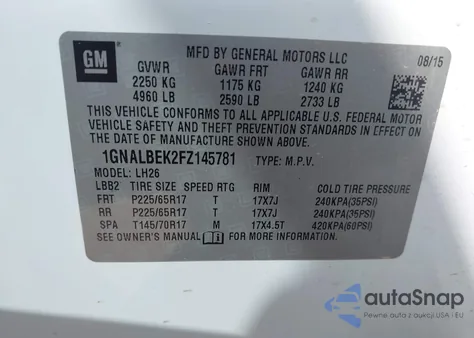 GM
MFD BY GENERAL MOTORS LLC
08/15
GVWR GAWR FRT GAWR RR
2250 KG 1175 KG 1240 KG
4960 LB 2590 LB 2733 LB
THIS VEHICLE CONFORMS TO ALL APPLICABLE U.S. FEDERAL MOTOR
VEHICLE SAFETY AND THEFT PREVENTION STANDARDS IN EFFECT ON
THE DATE OF MANUFACTURE SHOWN ABOVE.
1GNALBEK2FZ145781 TYPE: M.P.V.
MODEL: LH26
LBB2 TIRE SIZE SPEED RTG RIM COLD TIRE PRESSURE
FRT P225/65R17 T 17X7J 240KPA(35PSI)
RR P225/65R17 T 17X7J 240KPA(35PSI)
SPA T145/70R17 M 17X4.5T 420KPA(60PSI)
SEE OWNER'S MANUAL FOR MORE INFORMATION
autaSnap
Pewne auta z USA i EU